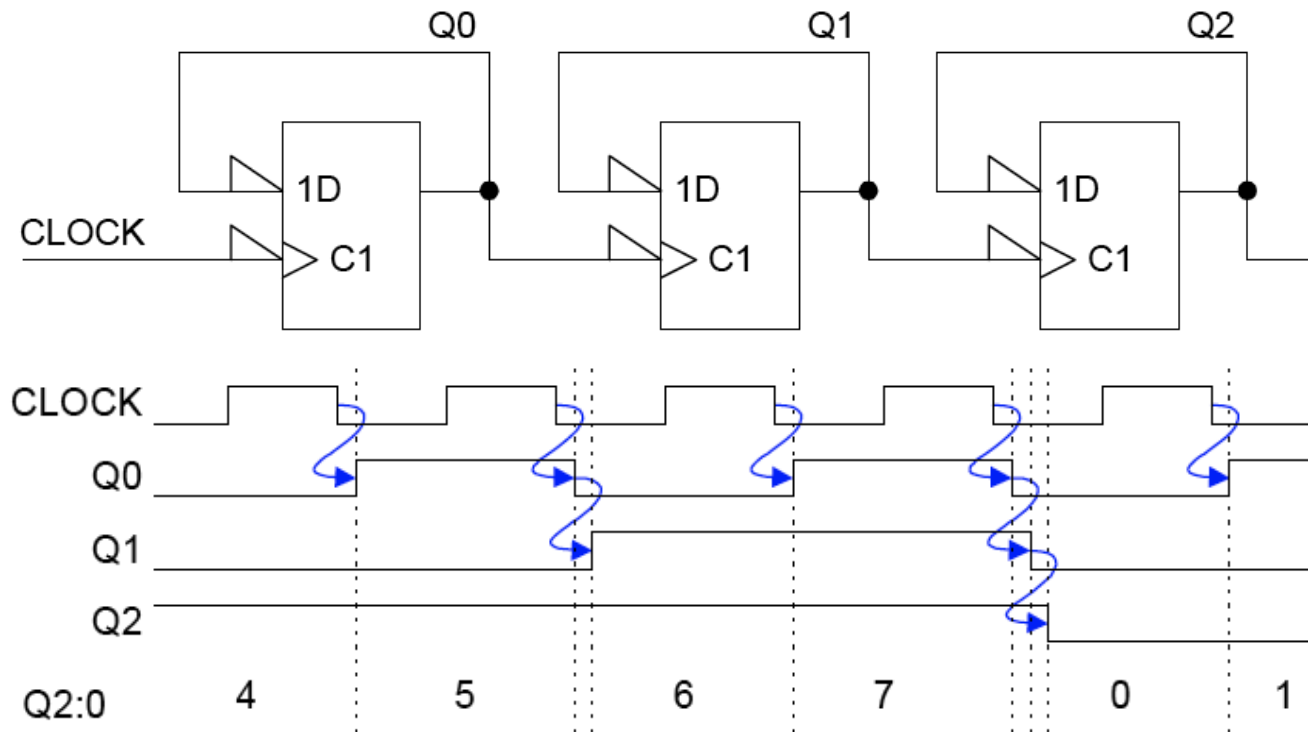 Q0 Q1 Q2
1D 1D 1D
CLOCK C1 C1 C1
CLOCK
Q0
Q1
Q2
Q2:0 4 5 6 7 0 1